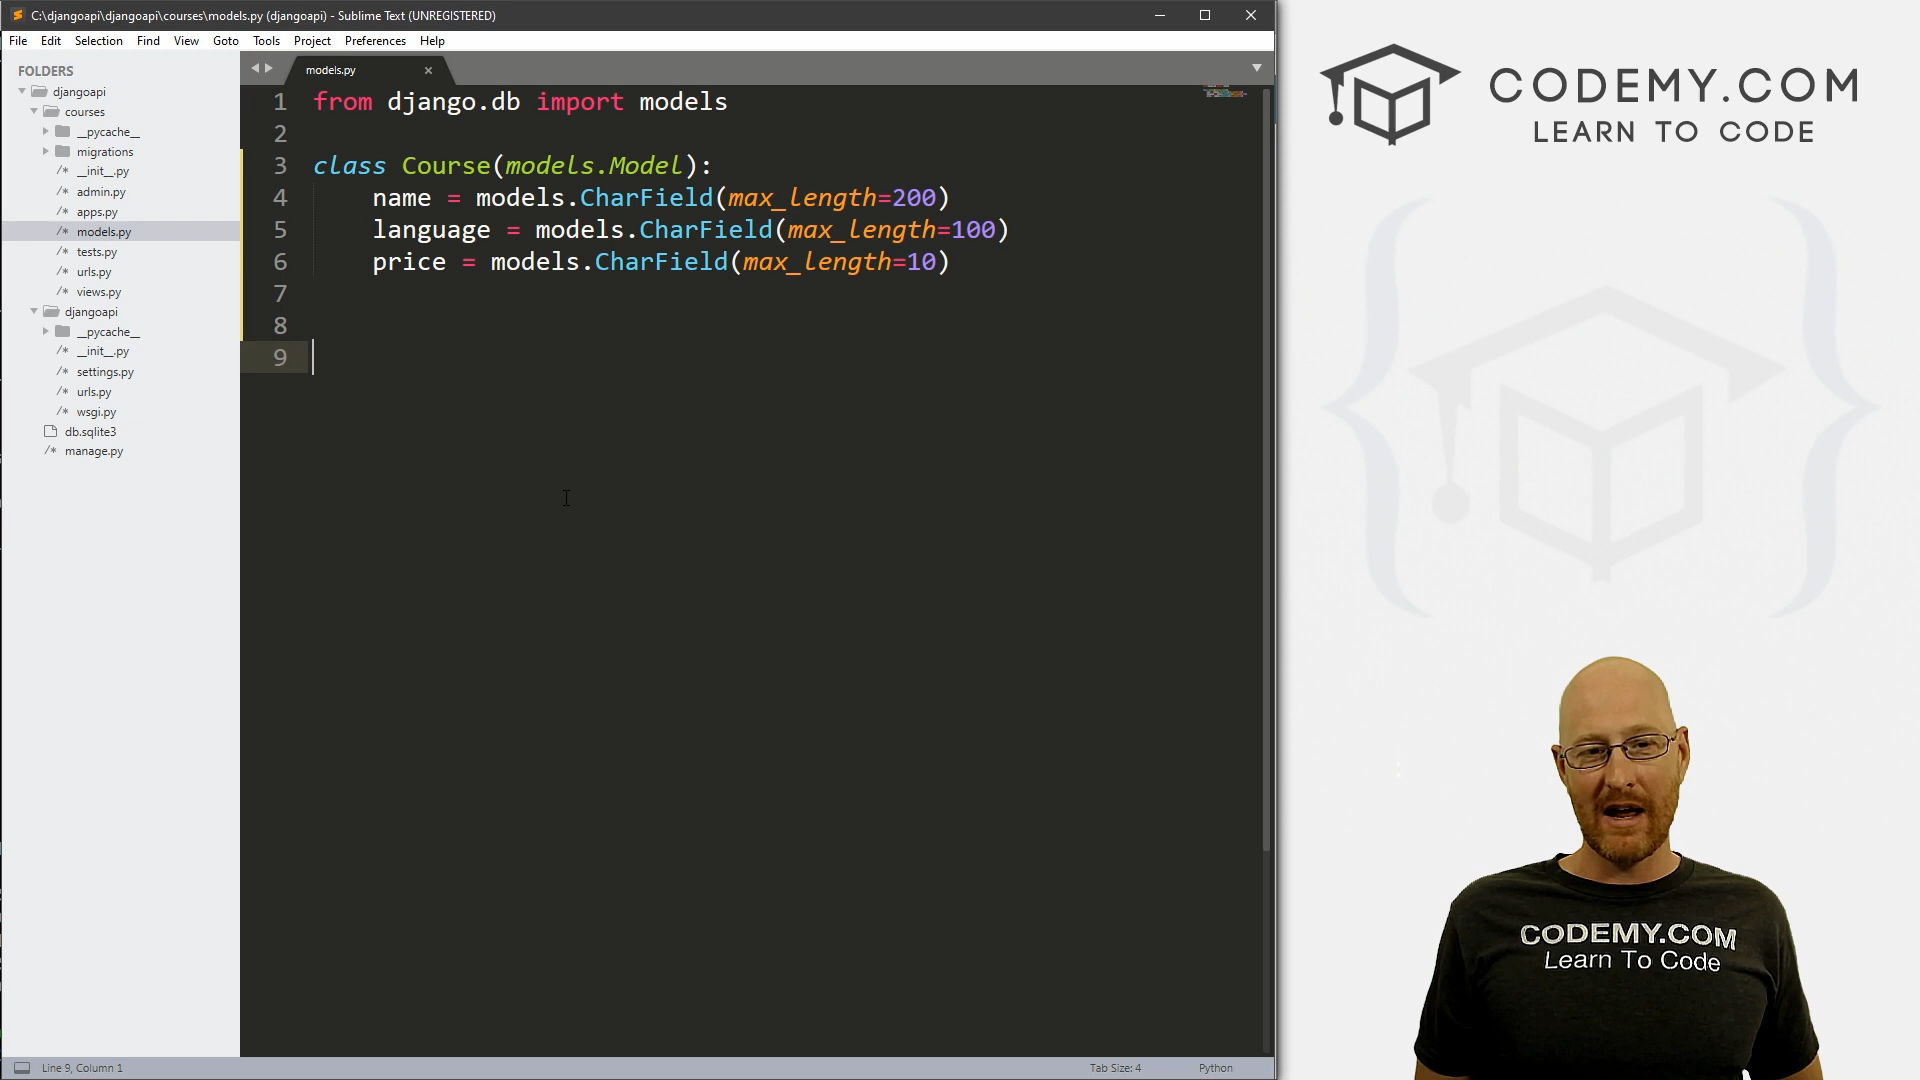 C:\djangoapi\djangoapi\courses\models.py (djangoapi) - Sublime Text (UNREGISTERED)
File Edit Selection Find View Goto Tools Project Preferences Help
FOLDERS
djangoapi
courses
__pycache__
migrations
/* __init__.py
/* admin.py
/* apps.py
/* models.py
/* tests.py
/* urls.py
/* views.py
djangoapi
__pycache__
/* __init__.py
/* settings.py
/* urls.py
/* wsgi.py
db.sqlite3
/* manage.py
models.py
1 from django.db import models
2
3 class Course(models.Model):
4 name = models.CharField(max_length=200)
5 language = models.CharField(max_length=100)
6 price = models.CharField(max_length=10)
7
8
9
Line 9, Column 1
Tab Size: 4
Python
CODEMY.COM
LEARN TO CODE
CODEMY.COM
Learn To Code